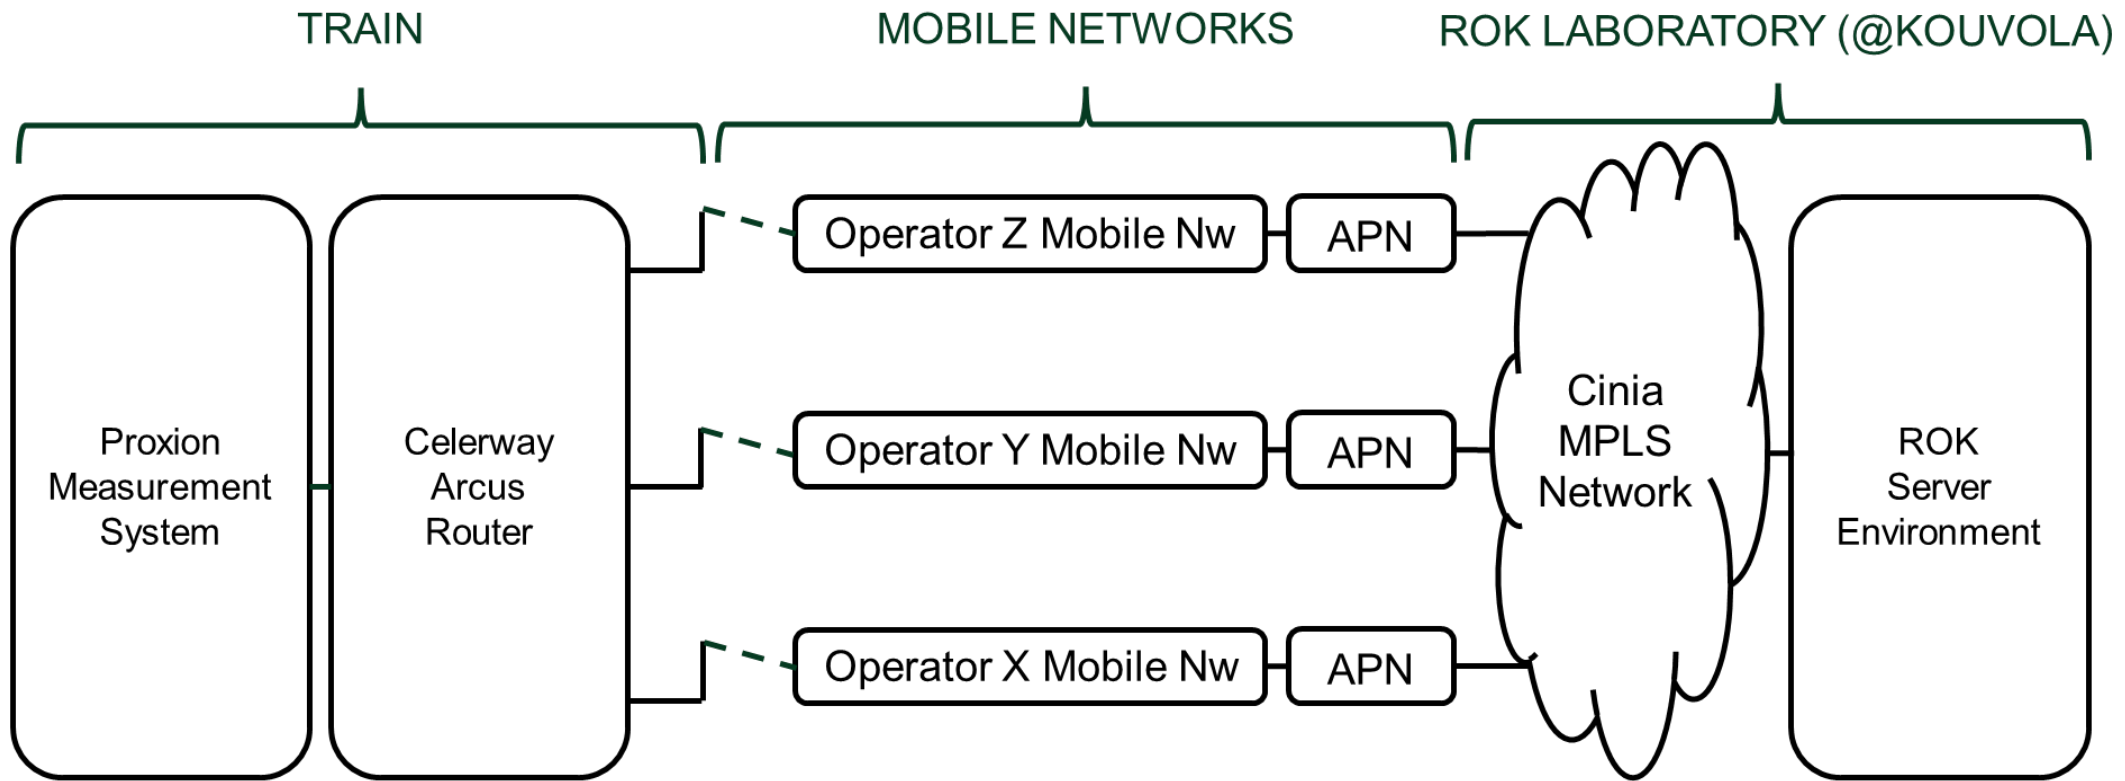 TRAIN
MOBILE NETWORKS
ROK LABORATORY (@KOUVOLA)
Proxion
Measurement
System
Celerway
Arcus
Router
Operator Z Mobile Nw
APN
Operator Y Mobile Nw
APN
Operator X Mobile Nw
APN
Cinia
MPLS
Network
ROK
Server
Environment